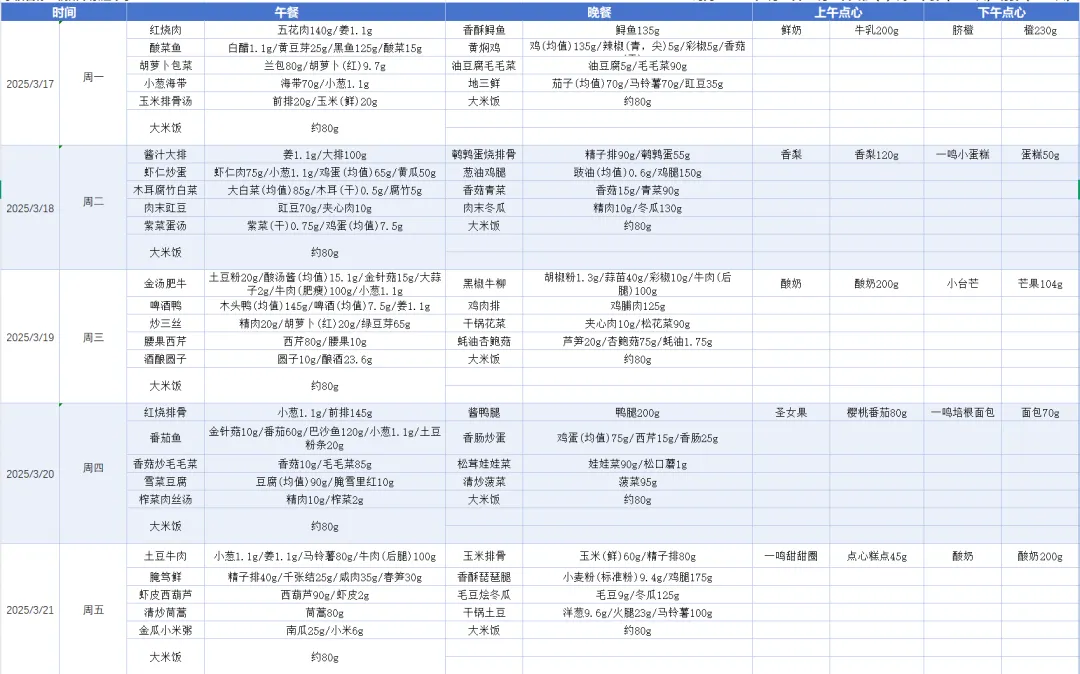 时间 午餐 晚餐 上午点心 下午点心
2025/3/17 周一
红烧肉 五花肉140g/姜1.1g 香酥鲟鱼 鲟鱼135g 鲜奶 牛乳200g 脐橙 橙230g
酸菜鱼 白醋1.1g/黄豆芽25g/黑鱼125g/酸菜15g 黄焖鸡 鸡(均值)135g/辣椒(青，尖)5g/彩椒5g/香菇
胡萝卜包菜 兰包80g/胡萝卜(红)9.7g 油豆腐毛毛菜 油豆腐5g/毛毛菜90g
小葱海带 海带70g/小葱1.1g 地三鲜 茄子(均值)70g/马铃薯70g/豇豆35g
玉米排骨汤 前排20g/玉米(鲜)20g 大米饭 约80g
大米饭 约80g
2025/3/18 周二
酱汁大排 姜1.1g/大排100g 鹌鹑蛋烧排骨 精子排90g/鹌鹑蛋55g 香梨 香梨120g 一鸣小蛋糕 蛋糕50g
虾仁炒蛋 虾仁肉75g/小葱1.1g/鸡蛋(均值)65g/黄瓜50g 葱油鸡腿 豉油(均值)0.6g/鸡腿150g
木耳腐竹白菜 大白菜(均值)85g/木耳(干)0.5g/腐竹5g 香菇青菜 香菇15g/青菜90g
肉末豇豆 豇豆70g/夹心肉10g 肉末冬瓜 精肉10g/冬瓜130g
紫菜蛋汤 紫菜(干)0.75g/鸡蛋(均值)7.5g 大米饭 约80g
大米饭 约80g
2025/3/19 周三
金汤肥牛 土豆粉20g/酸汤酱(均值)15.1g/金针菇15g/大蒜子2g/牛肉(肥瘦)100g/小葱1.1g 黑椒牛柳 胡椒粉1.3g/蒜苗40g/彩椒10g/牛肉(后腿)100g 酸奶 酸奶200g 小台芒 芒果104g
啤酒鸭 木头鸭(均值)145g/啤酒(均值)7.5g/姜1.1g 鸡肉排 鸡脯肉125g
炒三丝 精肉20g/胡萝卜(红)20g/绿豆芽65g 干锅花菜 夹心肉10g/松花菜90g
腰果西芹 西芹80g/腰果10g 蚝油杏鲍菇 芦笋20g/杏鲍菇75g/蚝油1.75g
酒酿圆子 圆子10g/酿酒23.6g 大米饭 约80g
大米饭 约80g
2025/3/20 周四
红烧排骨 小葱1.1g/前排145g 酱鸭腿 鸭腿200g 圣女果 樱桃番茄80g 一鸣培根面包 面包70g
番茄鱼 金针菇10g/番茄60g/巴沙鱼120g/小葱1.1g/土豆粉条20g 香肠炒蛋 鸡蛋(均值)75g/西芹15g/香肠25g
香菇炒毛毛菜 香菇10g/毛毛菜85g 松茸娃娃菜 娃娃菜90g/松口蘑1g
雪菜豆腐 豆腐(均值)90g/腌雪里红10g 清炒菠菜 菠菜95g
榨菜肉丝汤 精肉10g/榨菜2g 大米饭 约80g
大米饭 约80g
2025/3/21 周五
土豆牛肉 小葱1.1g/姜1.1g/马铃薯80g/牛肉(后腿)100g 玉米排骨 玉米(鲜)60g/精子排80g 一鸣甜甜圈 点心糕点45g 酸奶 酸奶200g
腌笃鲜 精子排40g/千张结25g/咸肉35g/春笋30g 香酥琵琶腿 小麦粉(标准粉)9.4g/鸡腿175g
虾皮西葫芦 西葫芦90g/虾皮2g 毛豆烩冬瓜 毛豆9g/冬瓜125g
清炒茼蒿 茼蒿80g 干锅土豆 洋葱9.6g/火腿23g/马铃薯100g
金瓜小米粥 南瓜25g/小米6g 大米饭 约80g
大米饭 约80g